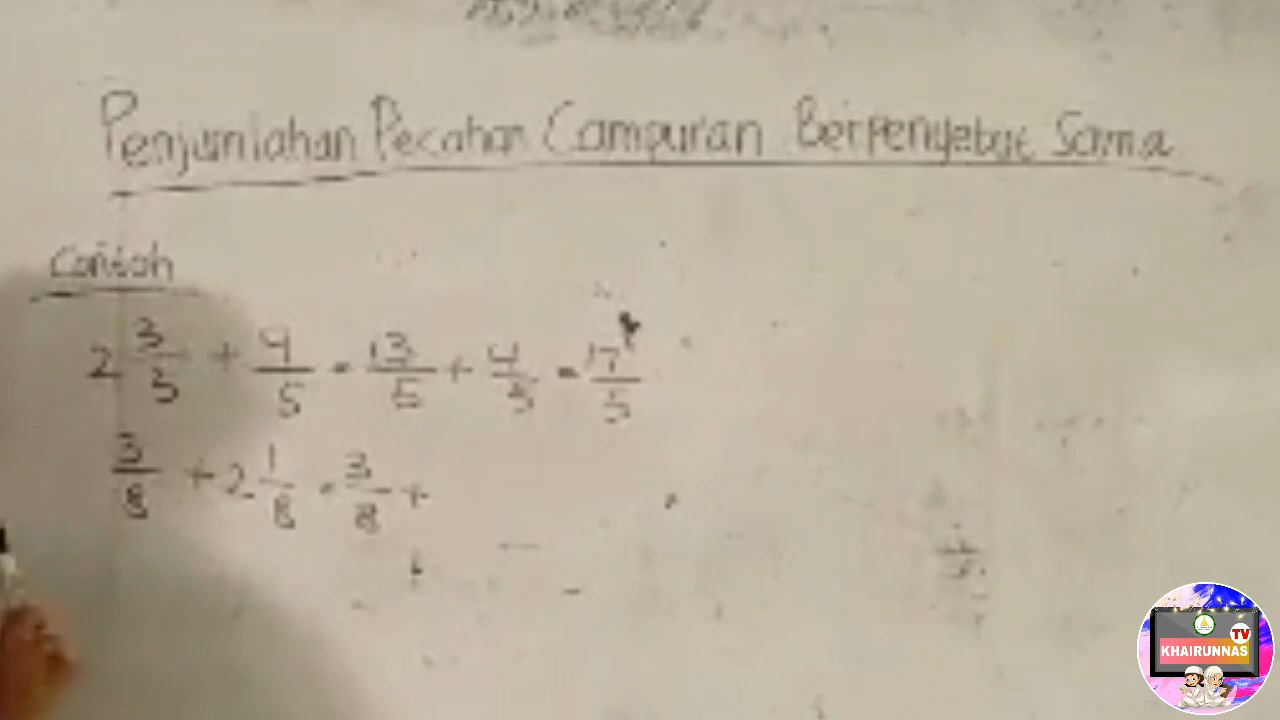 Penjumlahan Pecahan Campuran Berpenyebut Sama
Contoh
2 3/5 + 4/5 = 13/5 + 4/5 = 17/5
3/8 + 2 1/8 = 3/8 +
KHAIRUNNAS TV